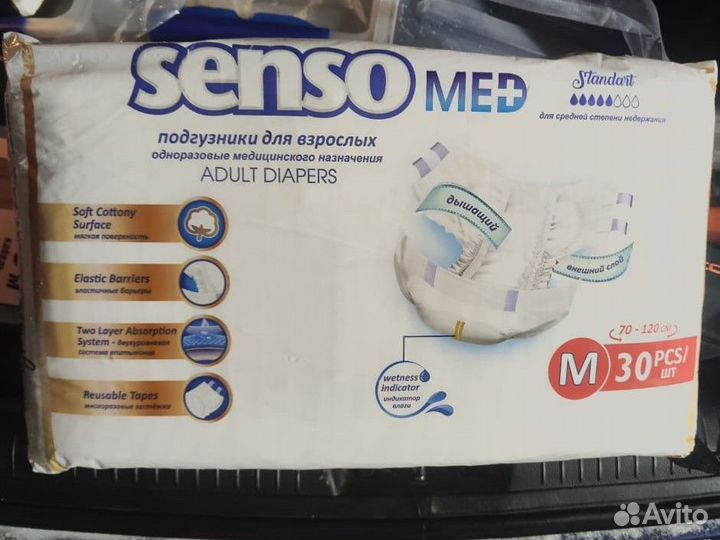 senso MED
Standart
для средней степени недержания
подгузники для взрослых
одноразовые медицинского назначения
ADULT DIAPERS
Soft Cottony
Surface
мягкая поверхность
Elastic Barriers
эластичные барьеры
Two Layer Absorption
System - двухуровневая
система впитывания
Reusable Tapes
многоразовые застёжки
дышащий
внешний слой
wetness
indicator
индикатор
влаги
70 - 120 см
M 30 PCS/
шт
Avito